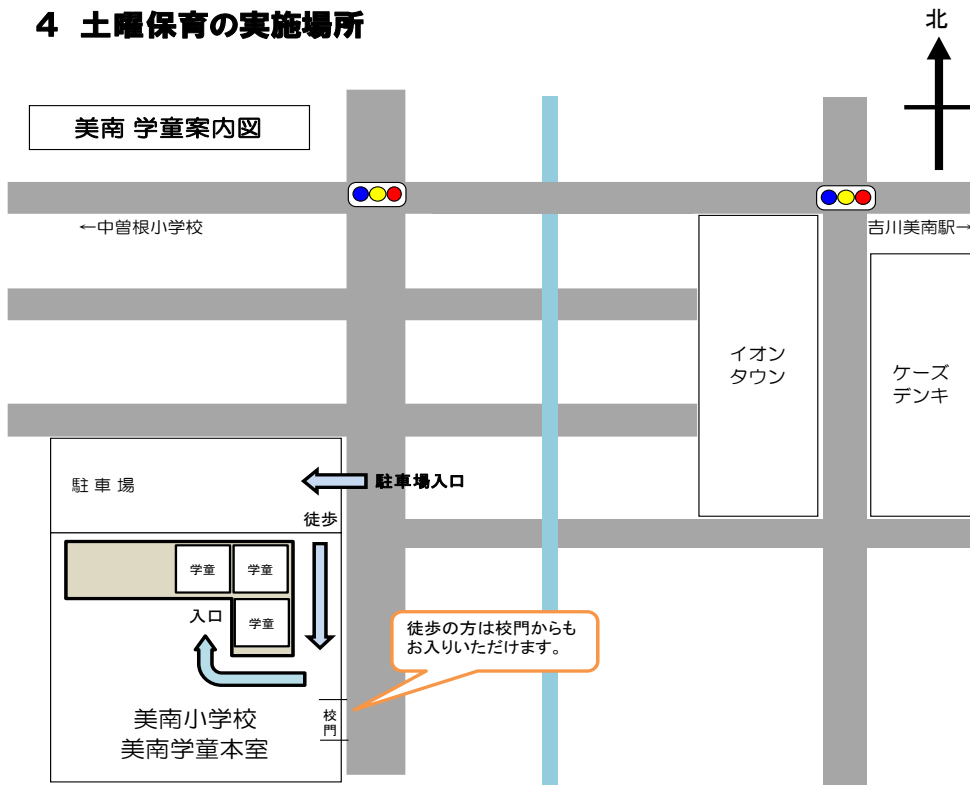 4 土曜保育の実施場所
北
美南 学童案内図
←中曽根小学校
吉川美南駅→
イオン
タウン
ケーズ
デンキ
駐車場
駐車場入口
徒歩
学童
学童
入口
学童
徒歩の方は校門からも
お入りいただけます。
校門
美南小学校
美南学童本室